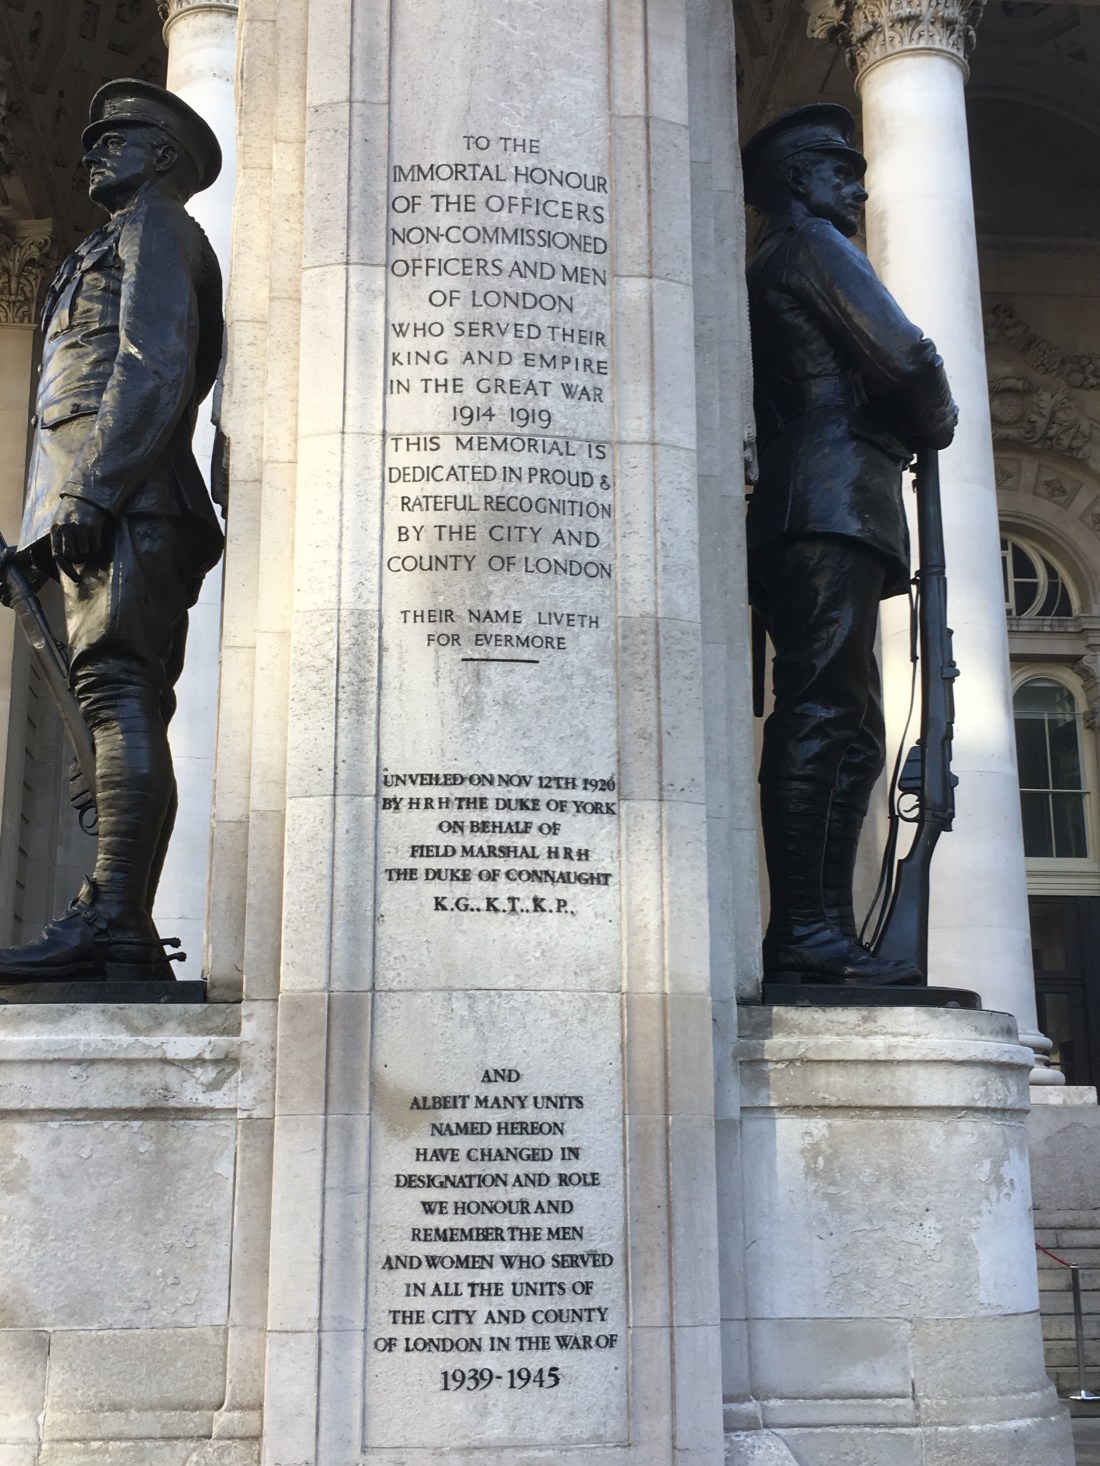 TO THE
IMMORTAL HONOUR
OF THE OFFICERS
NON-COMMISSIONED
OFFICERS AND MEN
OF LONDON
WHO SERVED THEIR
KING AND EMPIRE
IN THE GREAT WAR
1914 1919
THIS MEMORIAL IS
DEDICATED IN PROUD &
RATEFUL RECOGNITION
BY THE CITY AND
COUNTY OF LONDON
THEIR NAME LIVETH
FOR EVERMORE
UNVEILED ON NOV 12TH 1920
BY H R H THE DUKE OF YORK
ON BEHALF OF
FIELD MARSHAL H R H
THE DUKE OF CONNAUGHT
K.G., K.T., K.P.,
AND
ALBEIT MANY UNITS
NAMED HEREON
HAVE CHANGED IN
DESIGNATION AND ROLE
WE HONOUR AND
REMEMBER THE MEN
AND WOMEN WHO SERVED
IN ALL THE UNITS OF
THE CITY AND COUNTY
OF LONDON IN THE WAR OF
1939-1945